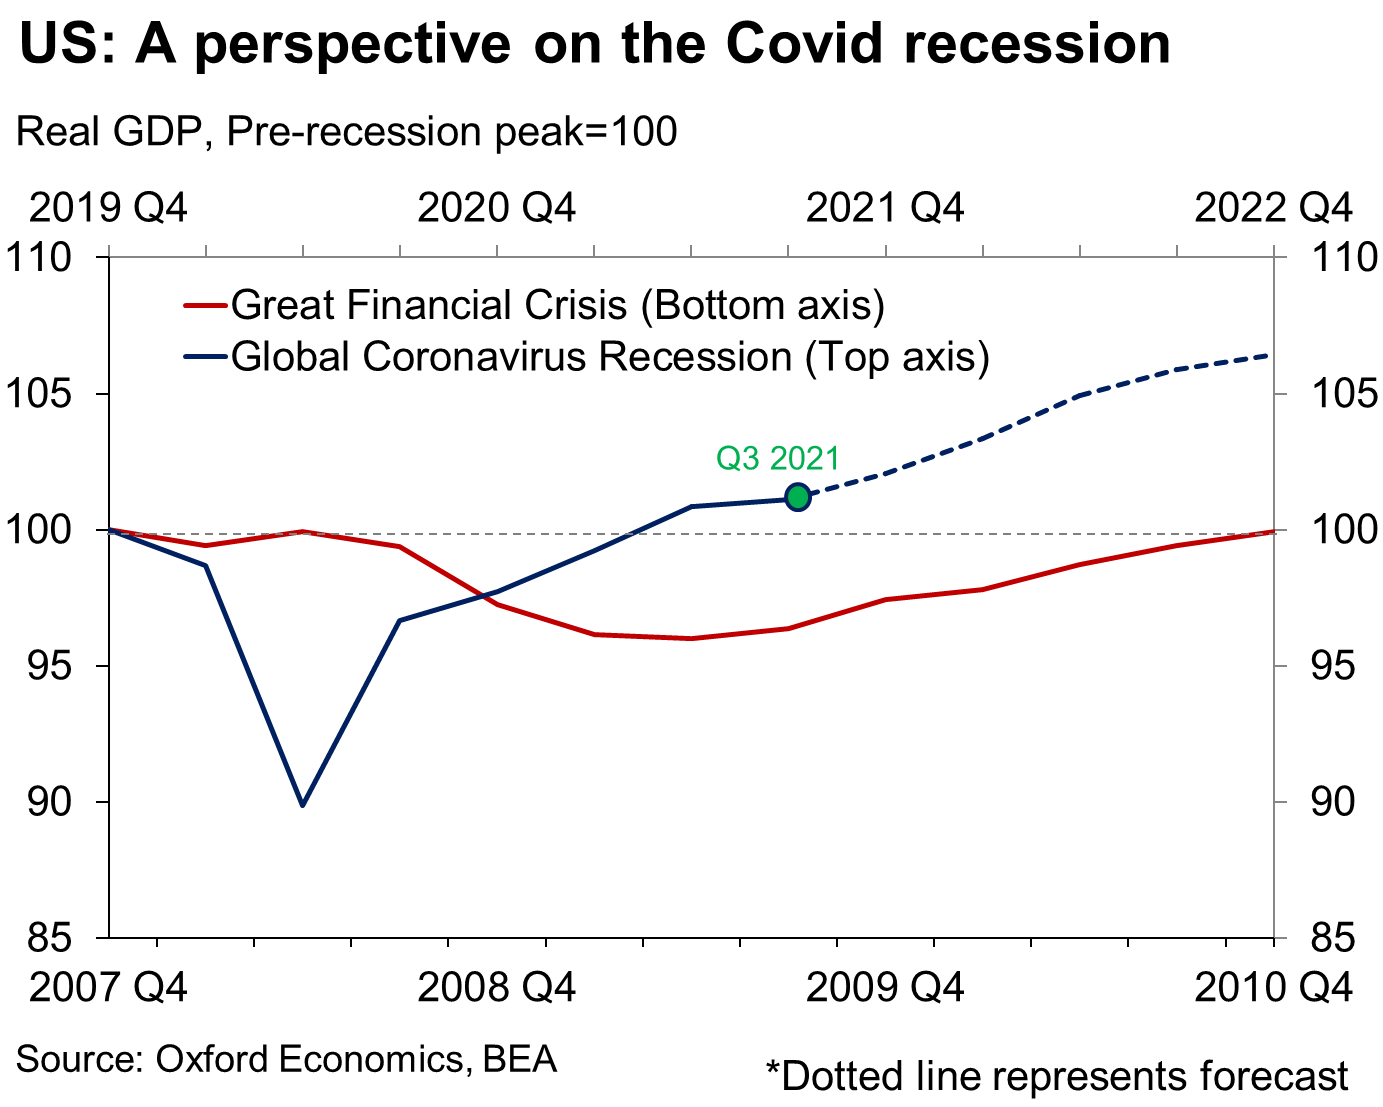 US: A perspective on the Covid recession
Real GDP, Pre-recession peak=100
2019 Q4 2020 Q4 2021 Q4 2022 Q4
110 110
Great Financial Crisis (Bottom axis)
Global Coronavirus Recession (Top axis)
105 105
Q3 2021
100 100
95 95
90 90
85 85
2007 Q4 2008 Q4 2009 Q4 2010 Q4
Source: Oxford Economics, BEA
*Dotted line represents forecast